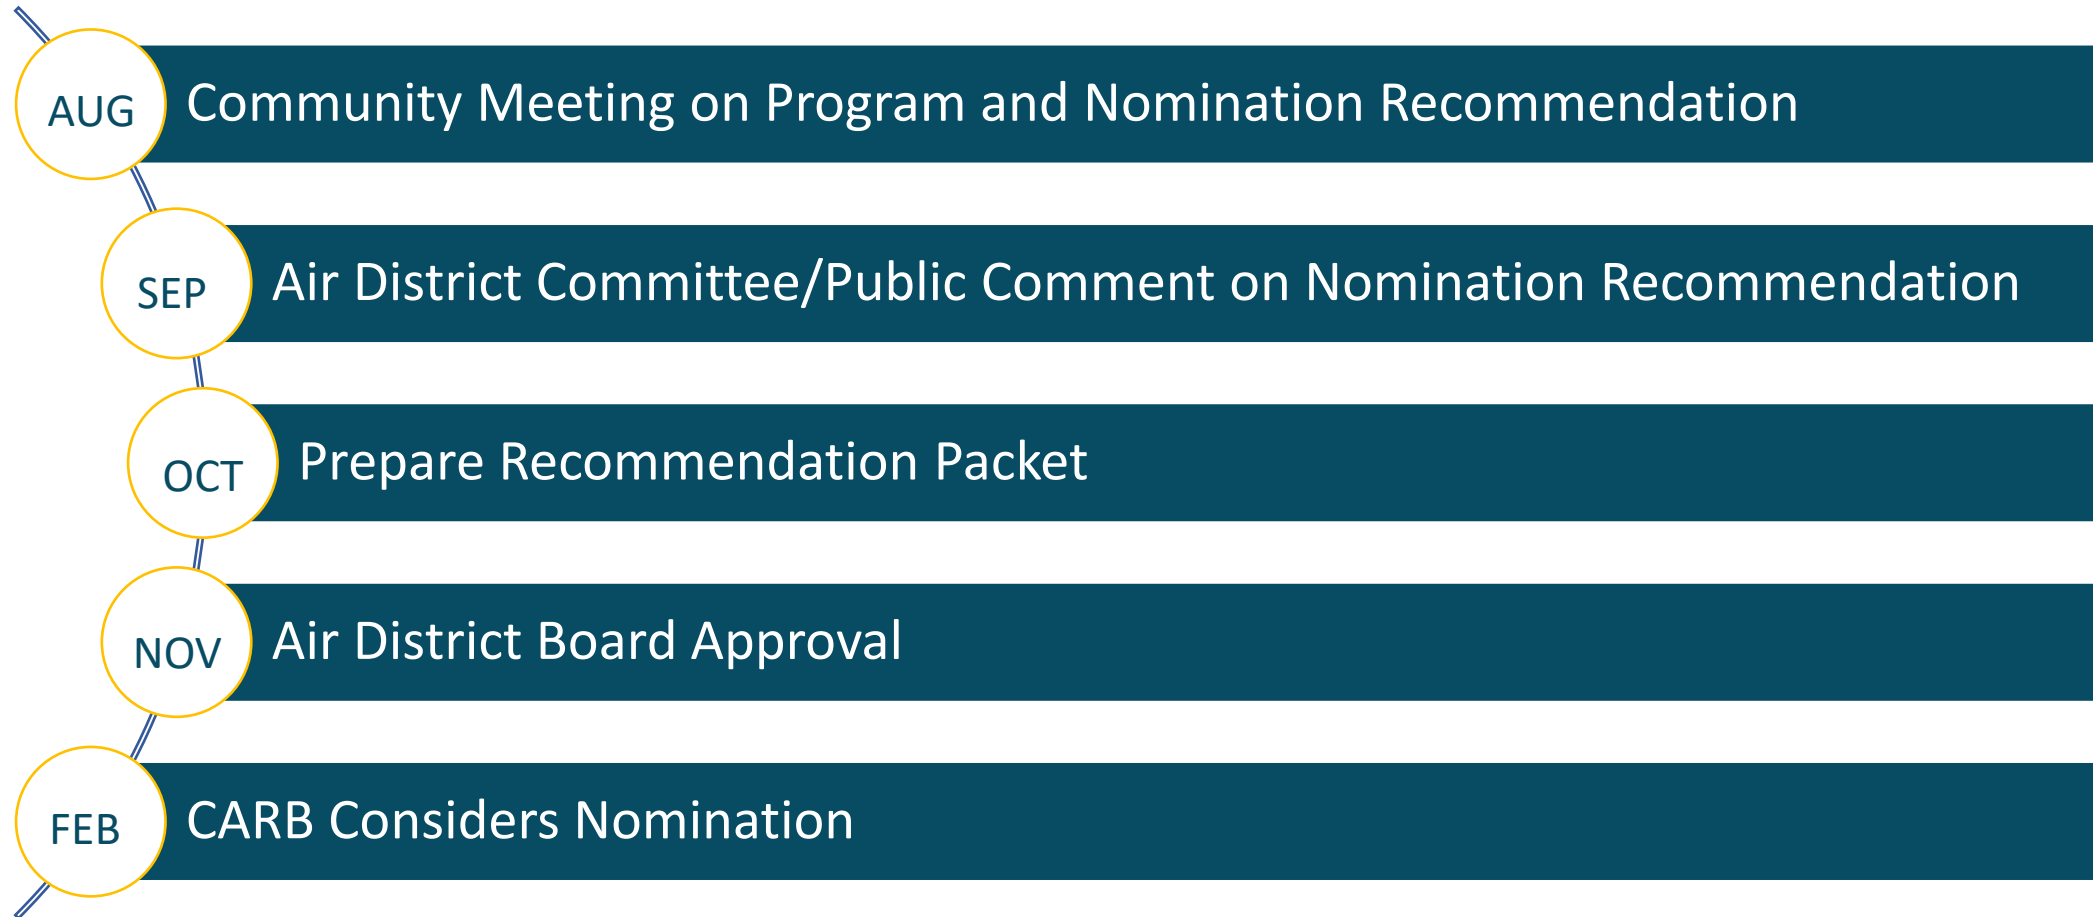 AUG
Community Meeting on Program and Nomination Recommendation
SEP
Air District Committee/Public Comment on Nomination Recommendation
OCT
Prepare Recommendation Packet
NOV
Air District Board Approval
FEB
CARB Considers Nomination